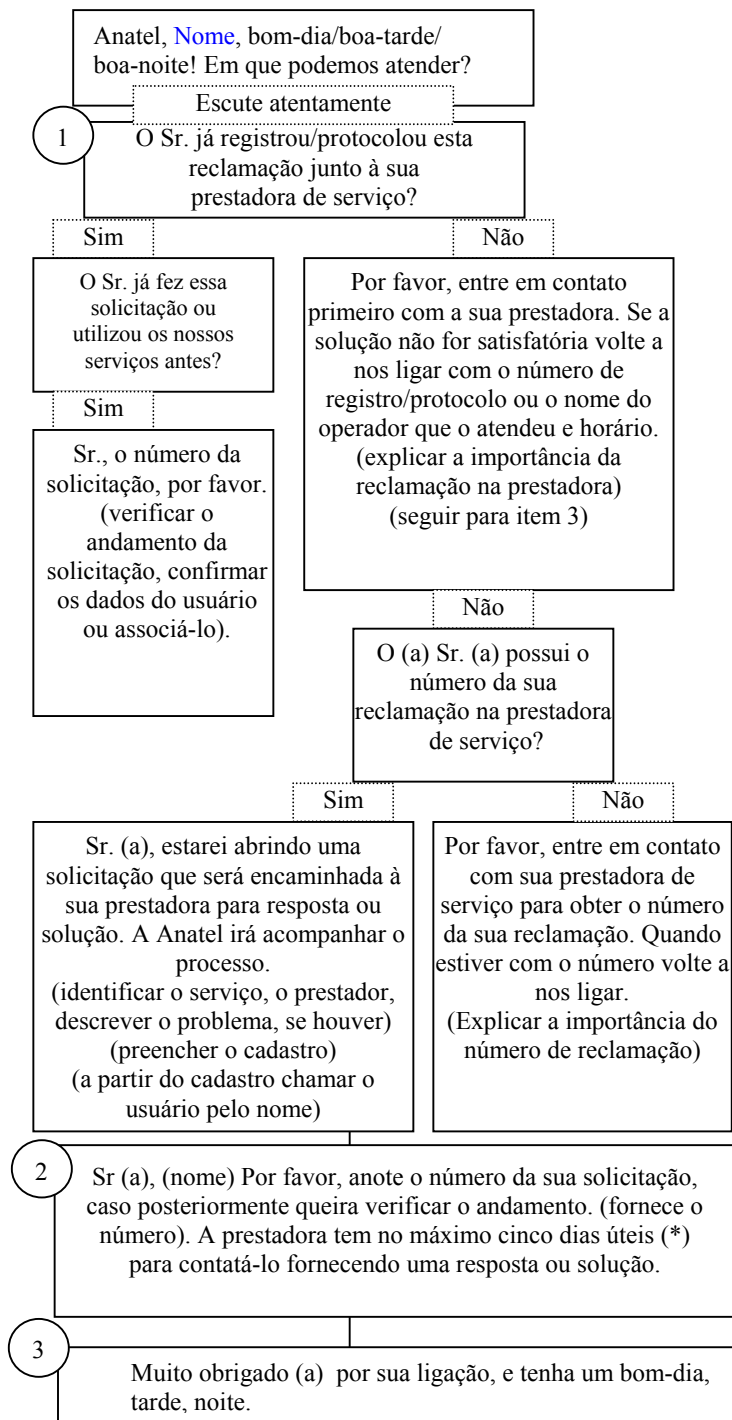 Anatel, Nome, bom-dia/boa-tarde/
boa-noite! Em que podemos atender?
Escute atentamente
1
O Sr. já registrou/protocolou esta
reclamação junto à sua
prestadora de serviço?
Sim
Não
O Sr. já fez essa
solicitação ou
utilizou os nossos
serviços antes?
Por favor, entre em contato
primeiro com a sua prestadora. Se a
solução não for satisfatória volte a
nos ligar com o número de
registro/protocolo ou o nome do
operador que o atendeu e horário.
(explicar a importância da
reclamação na prestadora)
(seguir para item 3)
Sim
Sr., o número da
solicitação, por favor.
(verificar o
andamento da
solicitação, confirmar
os dados do usuário
ou associá-lo).
Não
O (a) Sr. (a) possui o
número da sua
reclamação na prestadora
de serviço?
Sim
Não
Sr. (a), estarei abrindo uma
solicitação que será encaminhada à
sua prestadora para resposta ou
solução. A Anatel irá acompanhar o
processo.
(identificar o serviço, o prestador,
descrever o problema, se houver)
(preencher o cadastro)
(a partir do cadastro chamar o
usuário pelo nome)
Por favor, entre em contato
com sua prestadora de
serviço para obter o número
da sua reclamação. Quando
estiver com o número volte a
nos ligar.
(Explicar a importância do
número de reclamação)
2
Sr (a), (nome) Por favor, anote o número da sua solicitação,
caso posteriormente queira verificar o andamento. (fornece o
número). A prestadora tem no máximo cinco dias úteis (*)
para contatá-lo fornecendo uma resposta ou solução.
3
Muito obrigado (a) por sua ligação, e tenha um bom-dia,
tarde, noite.